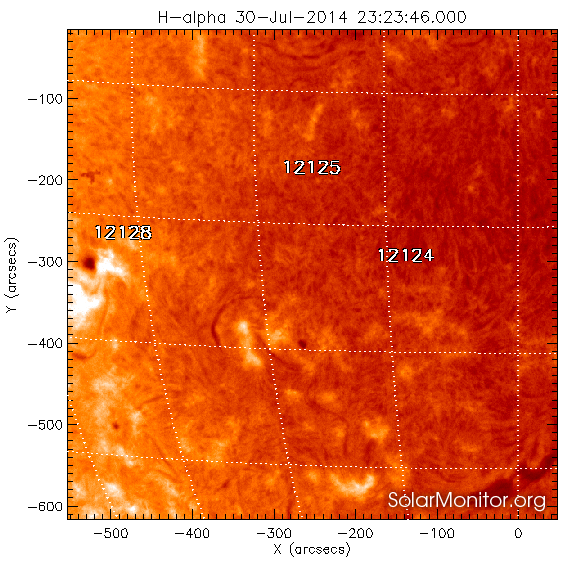 H-alpha 30-Jul-2014 23:23:46.000
-100
12125
-200
12128
12124
-300
Y (arcsecs)
-400
-500
SolarMonitor.org
-600
-500 -400 -300 -200 -100 0
X (arcsecs)